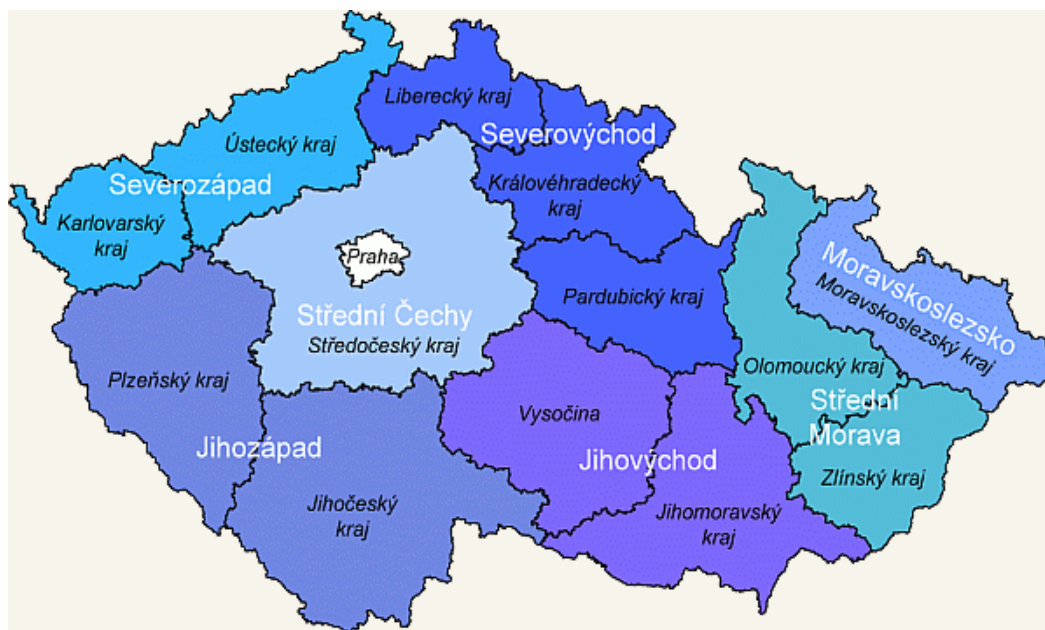 Liberecký kraj
Severovýchod
Ústecký kraj
Severozápad
Královéhradecký
kraj
Karlovarský
kraj
Praha
Moravskoslezsko
Moravskoslezský kraj
Pardubický kraj
Střední Čechy
Středočeský kraj
Olomoucký kraj
Plzeňský kraj
Střední
Morava
Vysočina
Jihozápad
Jihovýchod
Zlínský kraj
Jihočeský
kraj
Jihomoravský
kraj